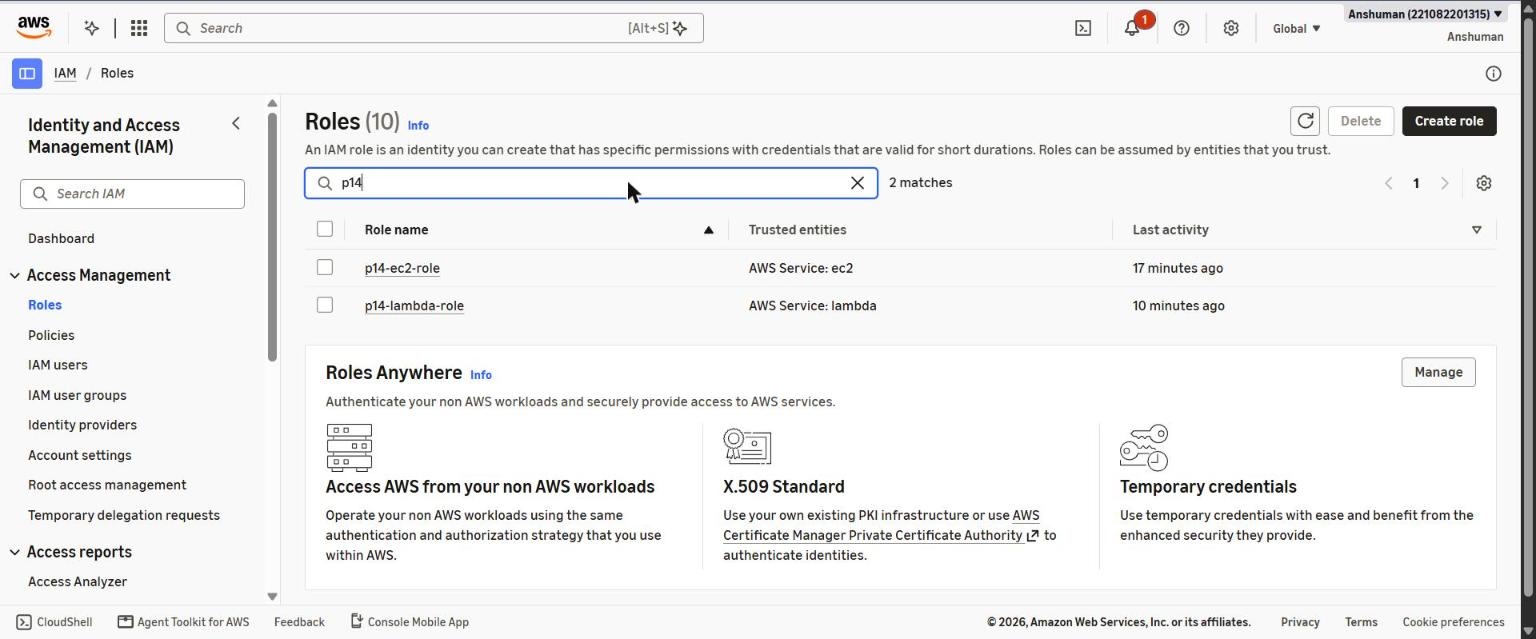 aws
Search [Alt+S]
1
Global ▼
Anshuman (221082201315) ▼
Anshuman
IAM / Roles
Identity and Access
Management (IAM)
Search IAM
Dashboard
Access Management
Roles
Policies
IAM users
IAM user groups
Identity providers
Account settings
Root access management
Temporary delegation requests
Access reports
Access Analyzer
Roles (10) Info
Delete
Create role
An IAM role is an identity you can create that has specific permissions with credentials that are valid for short durations. Roles can be assumed by entities that you trust.
p14
2 matches
1
Role name Trusted entities Last activity
p14-ec2-role AWS Service: ec2 17 minutes ago
p14-lambda-role AWS Service: lambda 10 minutes ago
Roles Anywhere Info
Manage
Authenticate your non AWS workloads and securely provide access to AWS services.
Access AWS from your non AWS workloads
Operate your non AWS workloads using the same
authentication and authorization strategy that you use
within AWS.
X.509 Standard
Use your own existing PKI infrastructure or use AWS
Certificate Manager Private Certificate Authority to
authenticate identities.
Temporary credentials
Use temporary credentials with ease and benefit from the
enhanced security they provide.
CloudShell Agent Toolkit for AWS Feedback Console Mobile App © 2026, Amazon Web Services, Inc. or its affiliates. Privacy Terms Cookie preferences